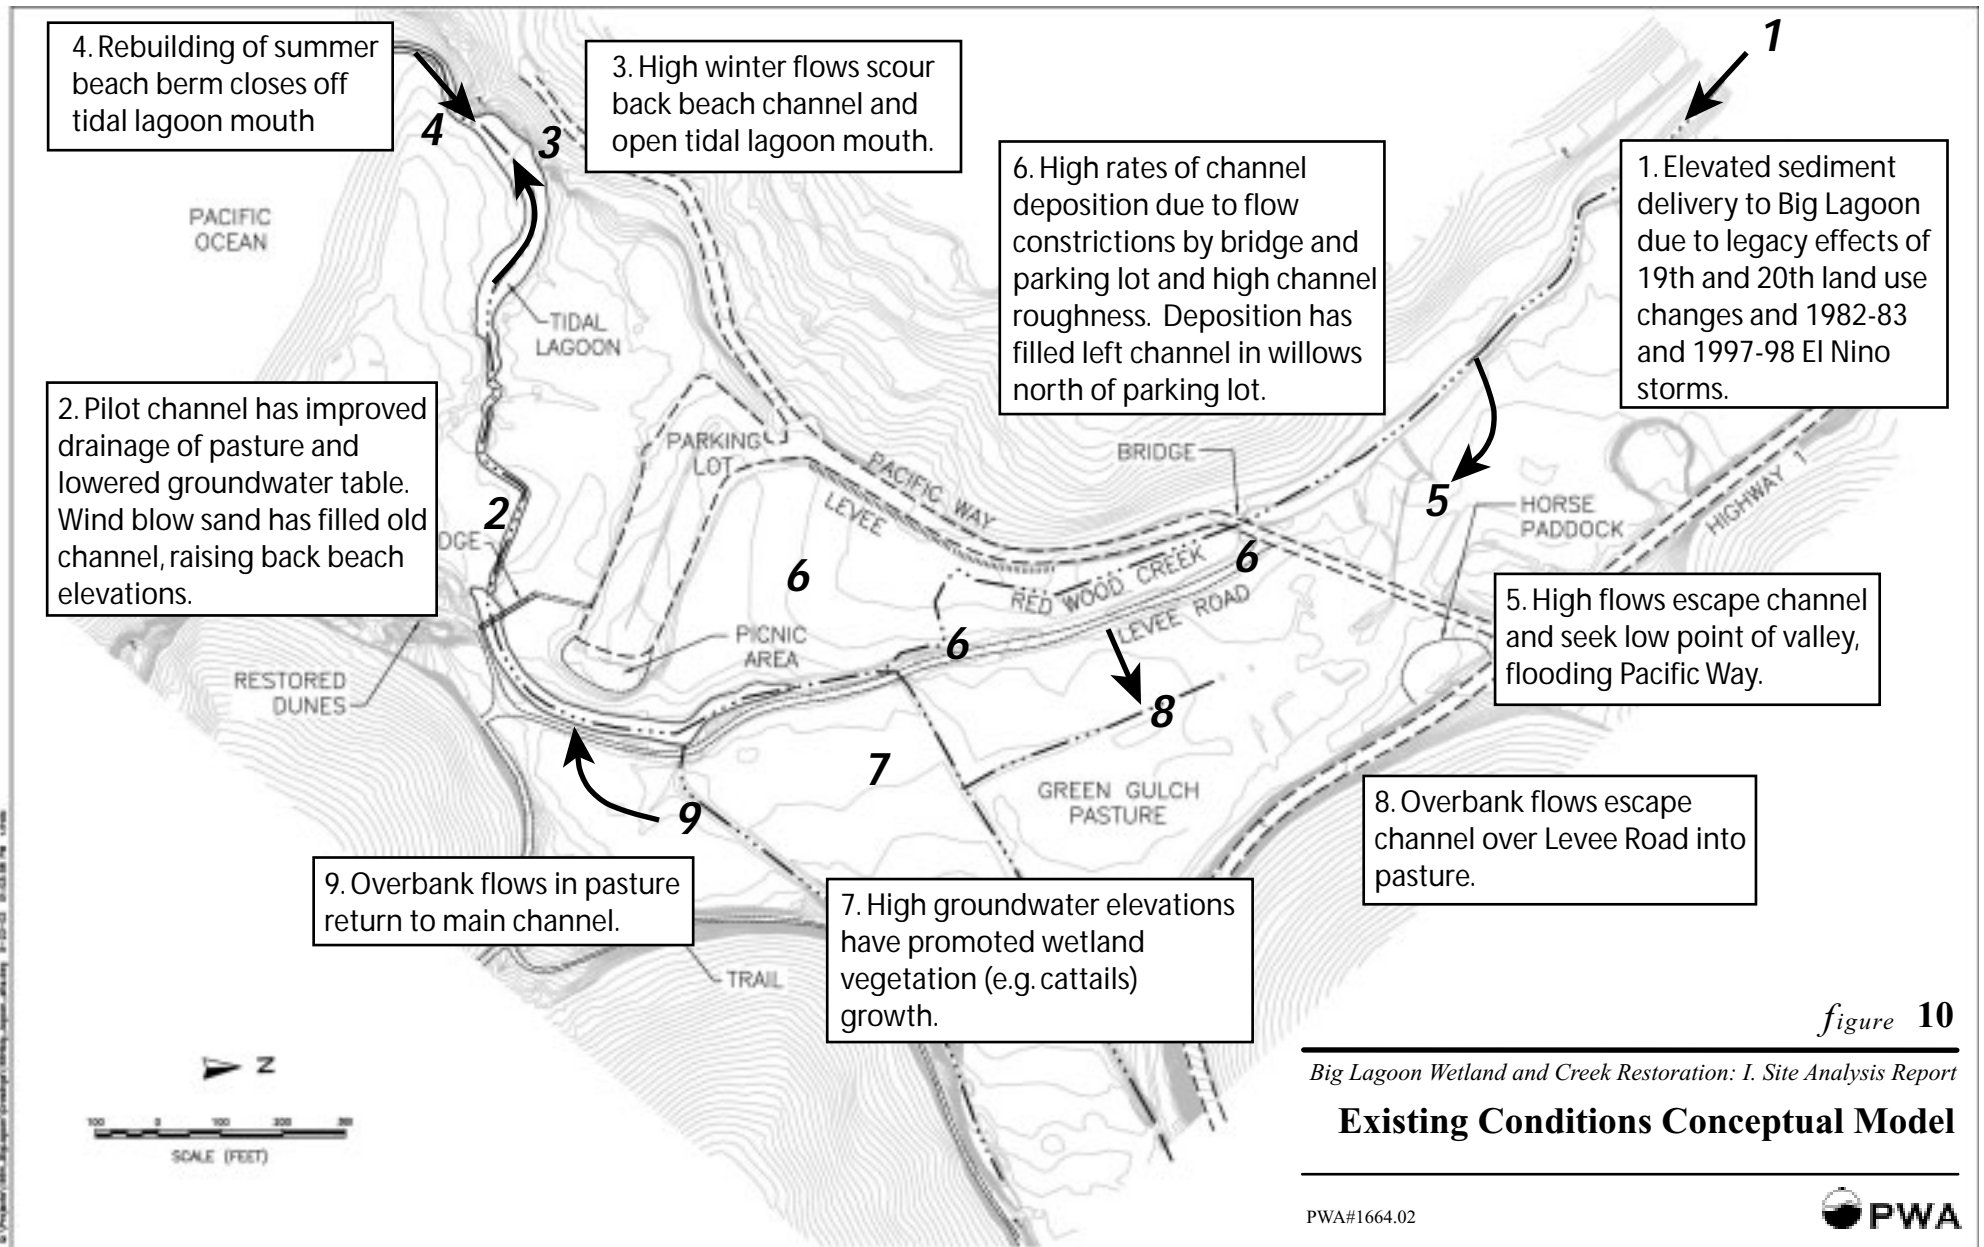 4. Rebuilding of summer
beach berm closes off
tidal lagoon mouth
3. High winter flows scour
back beach channel and
open tidal lagoon mouth.
6. High rates of channel
deposition due to flow
constrictions by bridge and
parking lot and high channel
roughness. Deposition has
filled left channel in willows
north of parking lot.
1. Elevated sediment
delivery to Big Lagoon
due to legacy effects of
19th and 20th land use
changes and 1982-83
and 1997-98 El Nino
storms.
2. Pilot channel has improved
drainage of pasture and
lowered groundwater table.
Wind blow sand has filled old
channel, raising back beach
elevations.
5. High flows escape channel
and seek low point of valley,
flooding Pacific Way.
8. Overbank flows escape
channel over Levee Road into
pasture.
9. Overbank flows in pasture
return to main channel.
7. High groundwater elevations
have promoted wetland
vegetation (e.g. cattails)
growth.
1
4
3
PACIFIC
OCEAN
TIDAL
LAGOON
PARKING
LOT
PACIFIC WAY
LEVEE
BRIDGE
5
HORSE
PADDOCK
HIGHWAY 1
2
DGE
6
6
RED WOOD CREEK
LEVEE ROAD
6
PICNIC
AREA
RESTORED
DUNES
8
7
GREEN GULCH
PASTURE
9
TRAIL
N
100 0 100 200
SCALE (FEET)
figure 10
Big Lagoon Wetland and Creek Restoration: I. Site Analysis Report
Existing Conditions Conceptual Model
PWA#1664.02
PWA